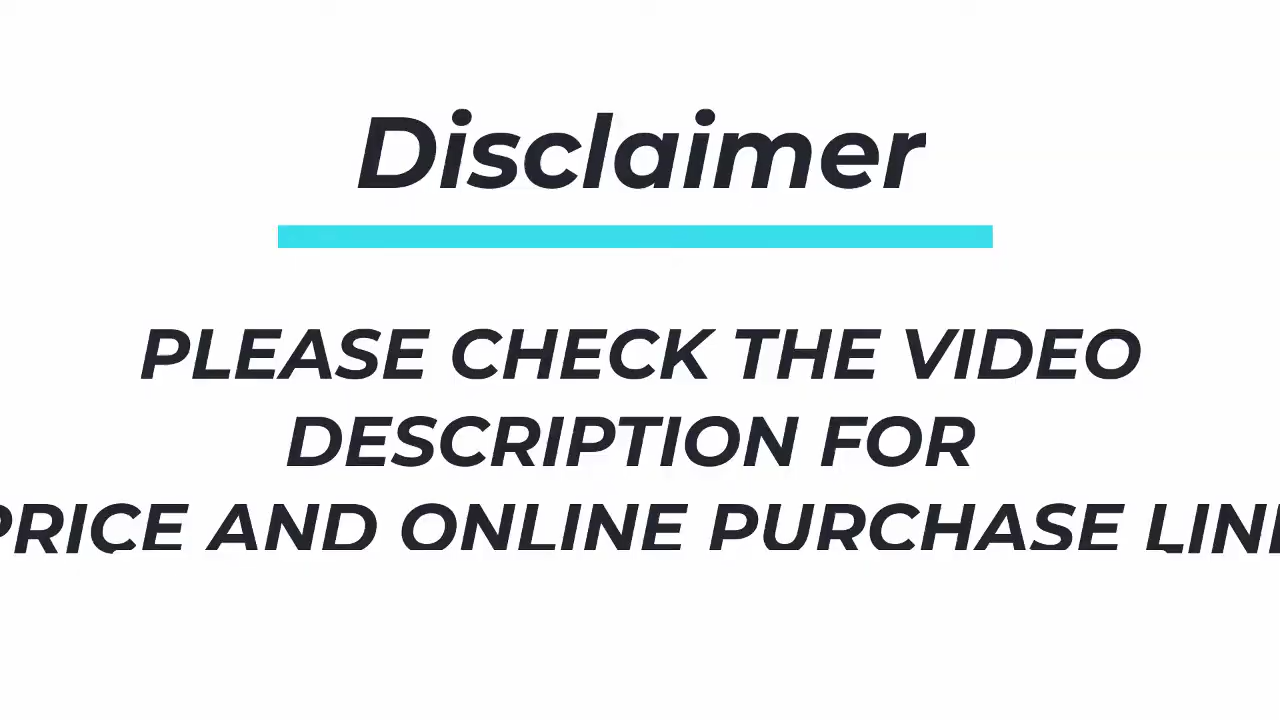 Disclaimer
PLEASE CHECK THE VIDEO
DESCRIPTION FOR
PRICE AND ONLINE PURCHASE